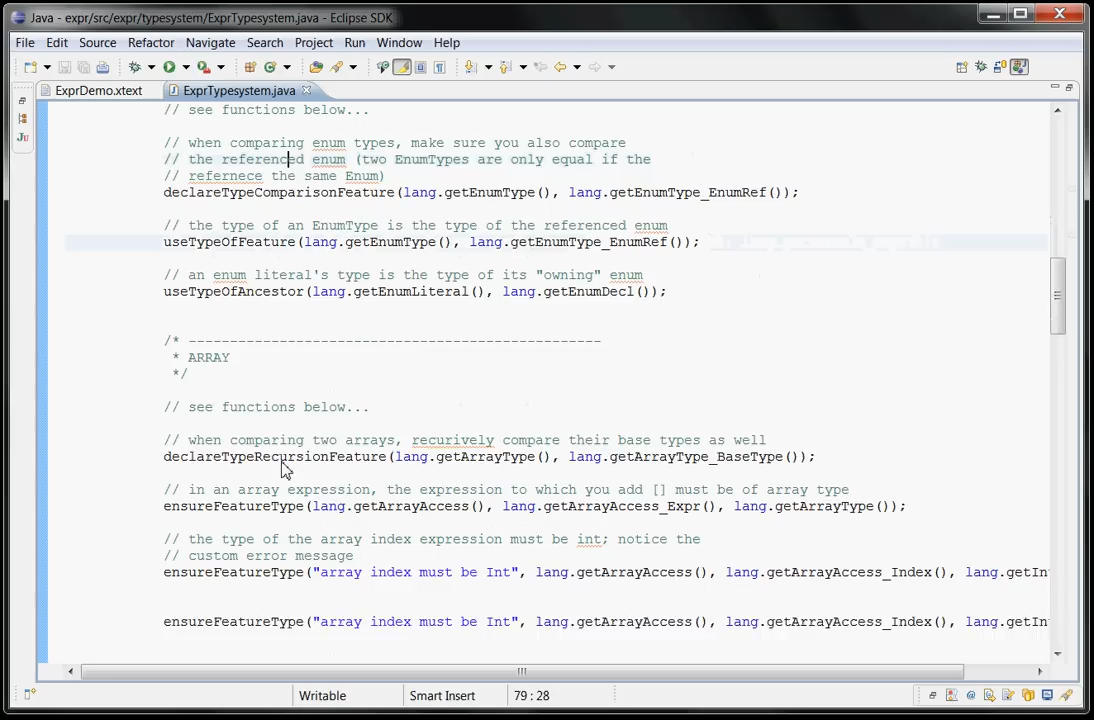 Java - expr/src/expr/typesystem/ExprTypesystem.java - Eclipse SDK
File Edit Source Refactor Navigate Search Project Run Window Help
ExprDemo.xtext ExprTypesystem.java
// see functions below...
// when comparing enum types, make sure you also compare
// the referenced enum (two EnumTypes are only equal if the
// refernece the same Enum)
declareTypeComparisonFeature(lang.getEnumType(), lang.getEnumType_EnumRef());
// the type of an EnumType is the type of the referenced enum
useTypeOfFeature(lang.getEnumType(), lang.getEnumType_EnumRef());
// an enum literal's type is the type of its "owning" enum
useTypeOfAncestor(lang.getEnumLiteral(), lang.getEnumDecl());
/* --------------------------------------------------
* ARRAY
*/
// see functions below...
// when comparing two arrays, recurively compare their base types as well
declareTypeRecursionFeature(lang.getArrayType(), lang.getArrayType_BaseType());
// in an array expression, the expression to which you add [] must be of array type
ensureFeatureType(lang.getArrayAccess(), lang.getArrayAccess_Expr(), lang.getArrayType());
// the type of the array index expression must be int; notice the
// custom error message
ensureFeatureType("array index must be Int", lang.getArrayAccess(), lang.getArrayAccess_Index(), lang.getIn
ensureFeatureType("array index must be Int", lang.getArrayAccess(), lang.getArrayAccess_Index(), lang.getIn
Writable Smart Insert 79 : 28